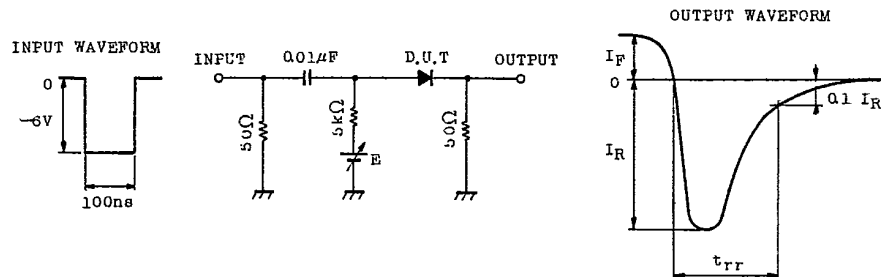 INPUT WAVEFORM
0
-6V
100ns
INPUT
0.01μF
D.U.T
OUTPUT
50Ω
5kΩ
E
50Ω
OUTPUT WAVEFORM
IF
0
0.1 IR
IR
trr